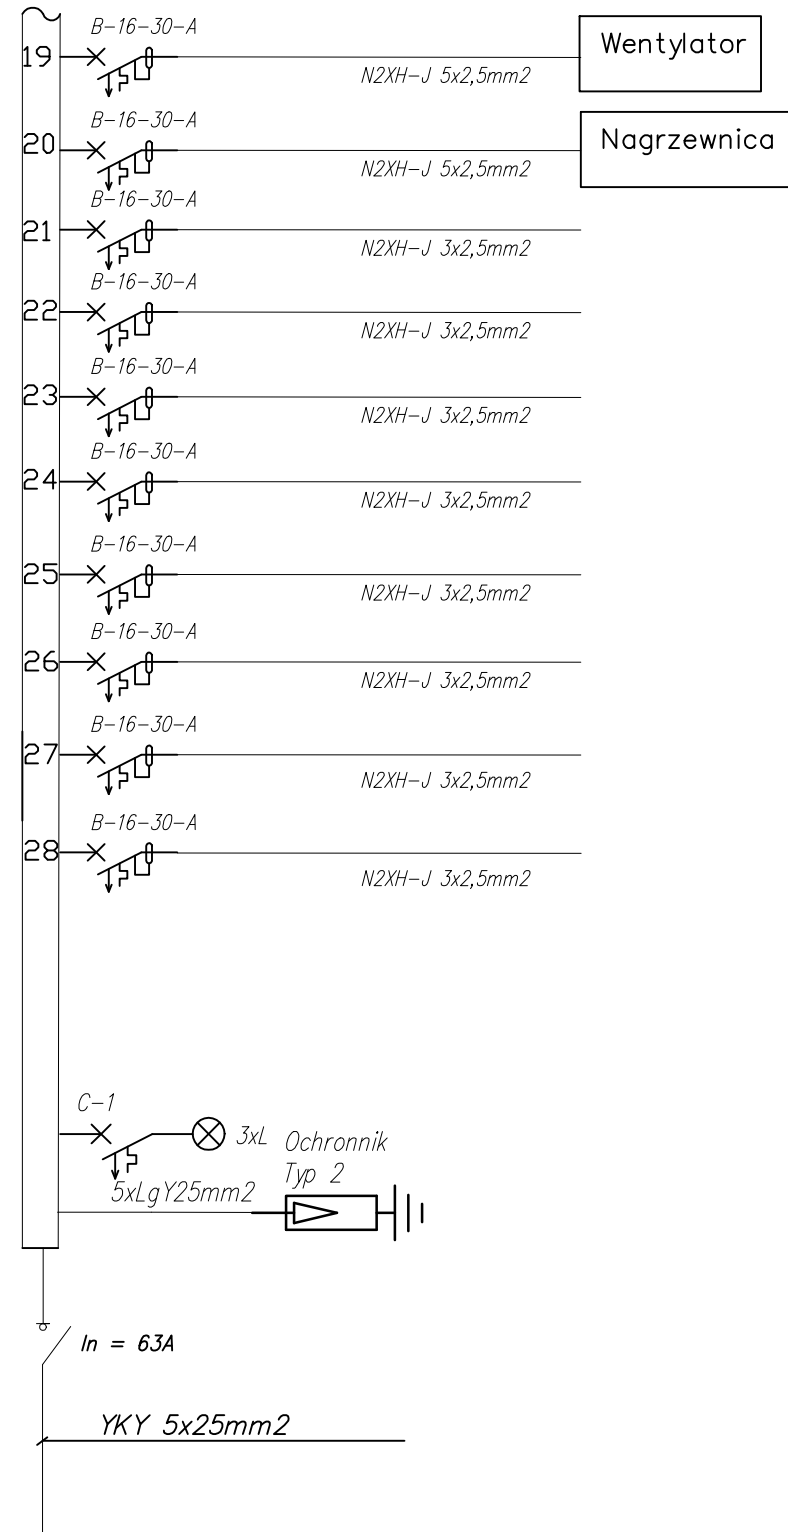 B-16-30-A
19
Wentylator
N2XH-J 5x2,5mm2
B-16-30-A
20
Nagrzewnica
N2XH-J 5x2,5mm2
B-16-30-A
21
N2XH-J 3x2,5mm2
B-16-30-A
22
N2XH-J 3x2,5mm2
B-16-30-A
23
N2XH-J 3x2,5mm2
B-16-30-A
24
N2XH-J 3x2,5mm2
B-16-30-A
25
N2XH-J 3x2,5mm2
B-16-30-A
26
N2XH-J 3x2,5mm2
B-16-30-A
27
N2XH-J 3x2,5mm2
B-16-30-A
28
N2XH-J 3x2,5mm2
C-1
3xL
Ochronnik
Typ 2
5xLgY25mm2
In = 63A
YKY 5x25mm2